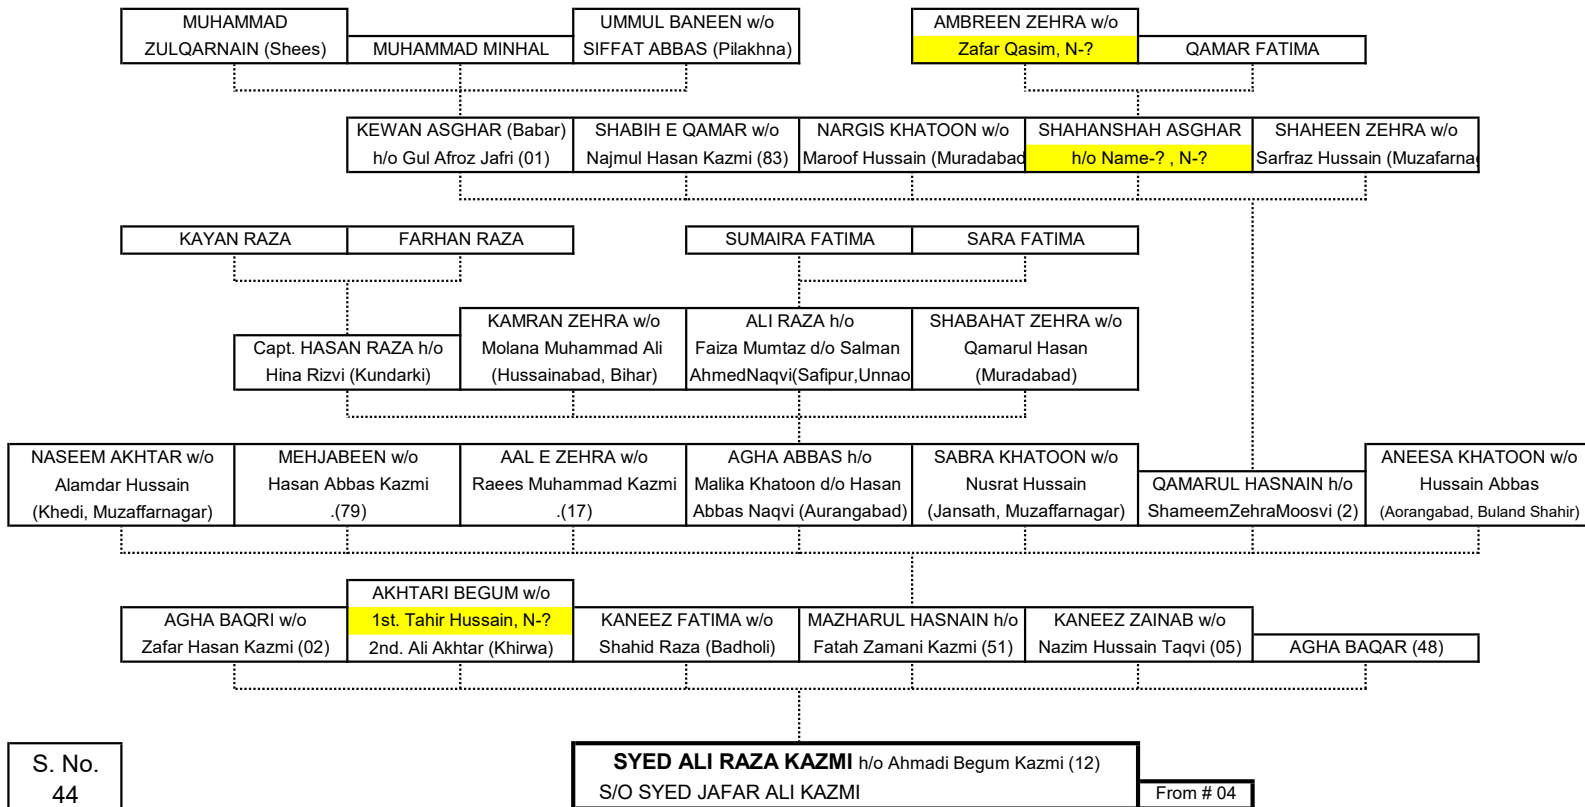 MUHAMMAD
ZULQARNAIN (Shees)
MUHAMMAD MINHAL
UMMUL BANEEN w/o
SIFFAT ABBAS (Pilakhna)
AMBREEN ZEHRA w/o
Zafar Qasim, N-?
QAMAR FATIMA
KEWAN ASGHAR (Babar)
h/o Gul Afroz Jafri (01)
SHABIH E QAMAR w/o
Najmul Hasan Kazmi (83)
NARGIS KHATOON w/o
Maroof Hussain (Muradabad
SHAHANSHAH ASGHAR
h/o Name-? , N-?
SHAHEEN ZEHRA w/o
Sarfraz Hussain (Muzafarnag
KAYAN RAZA
FARHAN RAZA
SUMAIRA FATIMA
SARA FATIMA
Capt. HASAN RAZA h/o
Hina Rizvi (Kundarki)
KAMRAN ZEHRA w/o
Molana Muhammad Ali
(Hussainabad, Bihar)
ALI RAZA h/o
Faiza Mumtaz d/o Salman
AhmedNaqvi(Safipur,Unnao
SHABAHAT ZEHRA w/o
Qamarul Hasan
(Muradabad)
NASEEM AKHTAR w/o
Alamdar Hussain
(Khedi, Muzaffarnagar)
MEHJABEEN w/o
Hasan Abbas Kazmi
.(79)
AAL E ZEHRA w/o
Raees Muhammad Kazmi
.(17)
AGHA ABBAS h/o
Malika Khatoon d/o Hasan
Abbas Naqvi (Aurangabad)
SABRA KHATOON w/o
Nusrat Hussain
(Jansath, Muzaffarnagar)
QAMARUL HASNAIN h/o
ShameemZehraMoosvi (2)
ANEESA KHATOON w/o
Hussain Abbas
(Aorangabad, Buland Shahir)
AGHA BAQRI w/o
Zafar Hasan Kazmi (02)
AKHTARI BEGUM w/o
1st. Tahir Hussain, N-?
2nd. Ali Akhtar (Khirwa)
KANEEZ FATIMA w/o
Shahid Raza (Badholi)
MAZHARUL HASNAIN h/o
Fatah Zamani Kazmi (51)
KANEEZ ZAINAB w/o
Nazim Hussain Taqvi (05)
AGHA BAQAR (48)
S. No.
44
SYED ALI RAZA KAZMI h/o Ahmadi Begum Kazmi (12)
S/O SYED JAFAR ALI KAZMI
From # 04